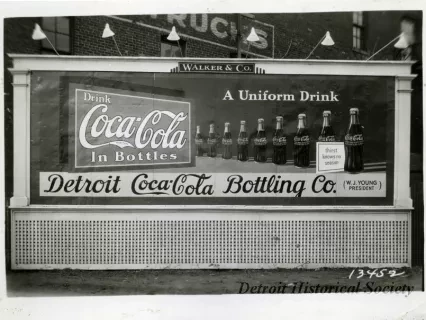 TRUCKS
WALKER & CO.
Drink
Coca-Cola
In Bottles
A Uniform Drink
Detroit Coca-Cola Bottling Co. (W. J. YOUNG PRESIDENT)
13452
Detroit Historical Society